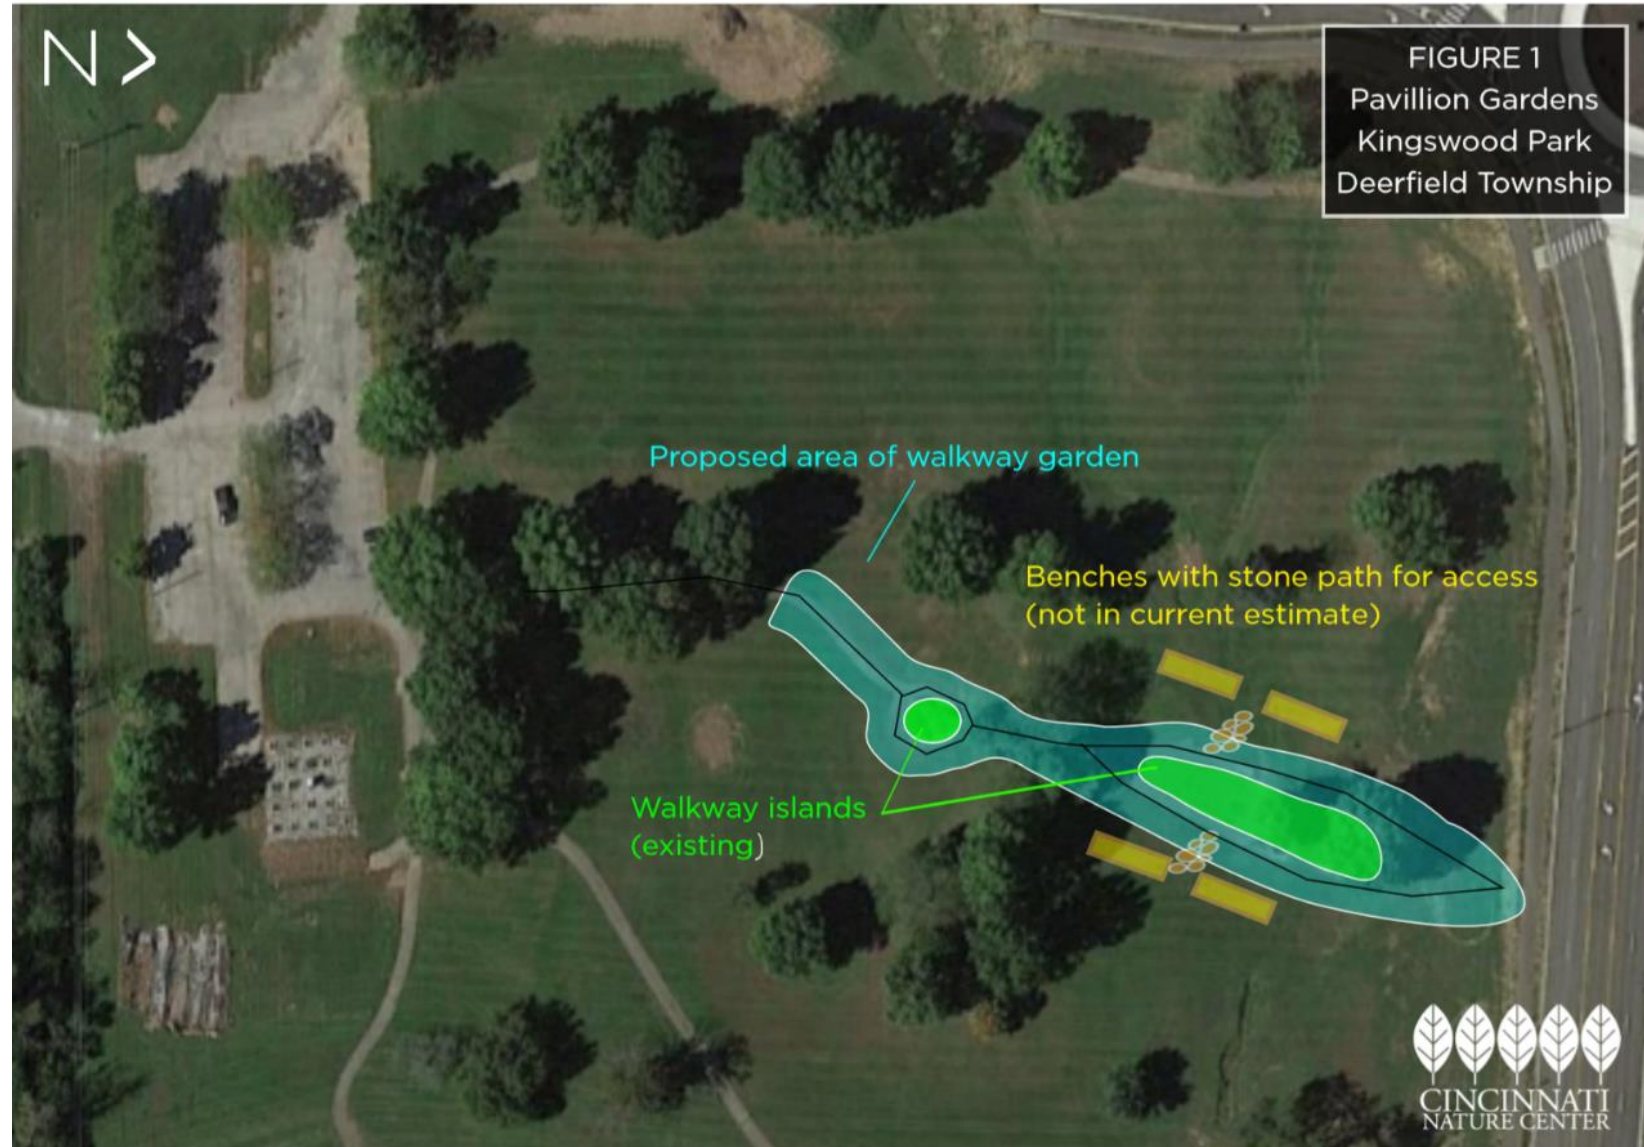 N >
FIGURE 1
Pavillion Gardens
Kingswood Park
Deerfield Township
Proposed area of walkway garden
Benches with stone path for access
(not in current estimate)
Walkway islands
(existing)
CINCINNATI
NATURE CENTER